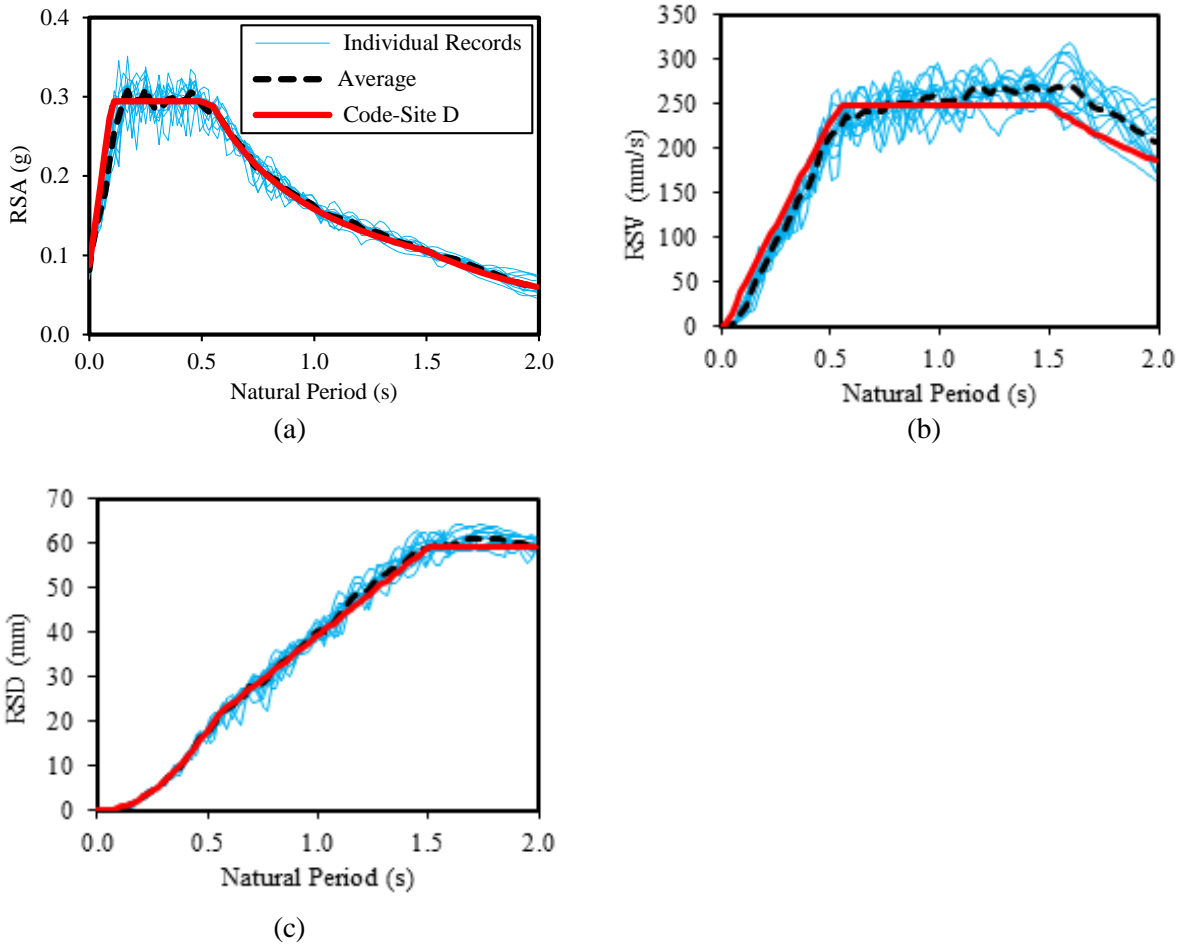 0.4
0.3
0.2
0.1
0.0
RSA (g)
Individual Records
Average
Code-Site D
0.0 0.5 1.0 1.5 2.0
Natural Period (s)
(a)
350
300
250
200
150
100
50
0
RSV (mm/s)
0.0 0.5 1.0 1.5 2.0
Natural Period (s)
(b)
70
60
50
40
30
20
10
0
RSD (mm)
0.0 0.5 1.0 1.5 2.0
Natural Period (s)
(c)